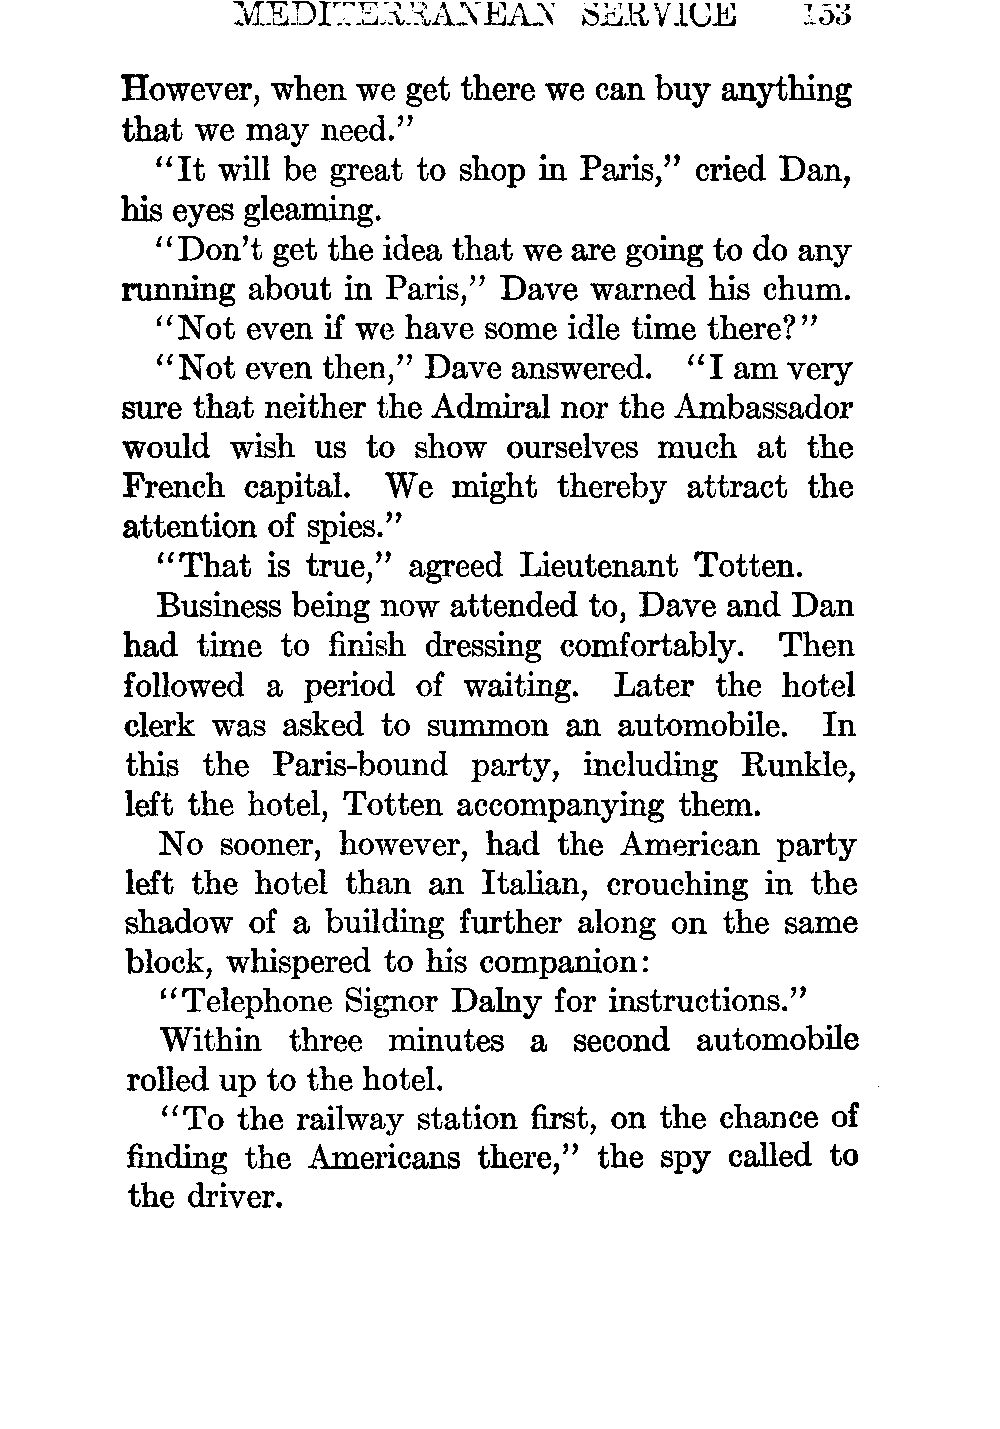 MEDITERRANEAN SERVICE 153
However, when we get there we can buy anything
that we may need."
"It will be great to shop in Paris," cried Dan,
his eyes gleaming.
"Don't get the idea that we are going to do any
running about in Paris," Dave warned his chum.
"Not even if we have some idle time there?"
"Not even then," Dave answered. "I am very
sure that neither the Admiral nor the Ambassador
would wish us to show ourselves much at the
French capital. We might thereby attract the
attention of spies."
"That is true," agreed Lieutenant Totten.
Business being now attended to, Dave and Dan
had time to finish dressing comfortably. Then
followed a period of waiting. Later the hotel
clerk was asked to summon an automobile. In
this the Paris-bound party, including Runkle,
left the hotel, Totten accompanying them.
No sooner, however, had the American party
left the hotel than an Italian, crouching in the
shadow of a building further along on the same
block, whispered to his companion:
"Telephone Signor Dalny for instructions."
Within three minutes a second automobile
rolled up to the hotel.
"To the railway station first, on the chance of
finding the Americans there," the spy called to
the driver.